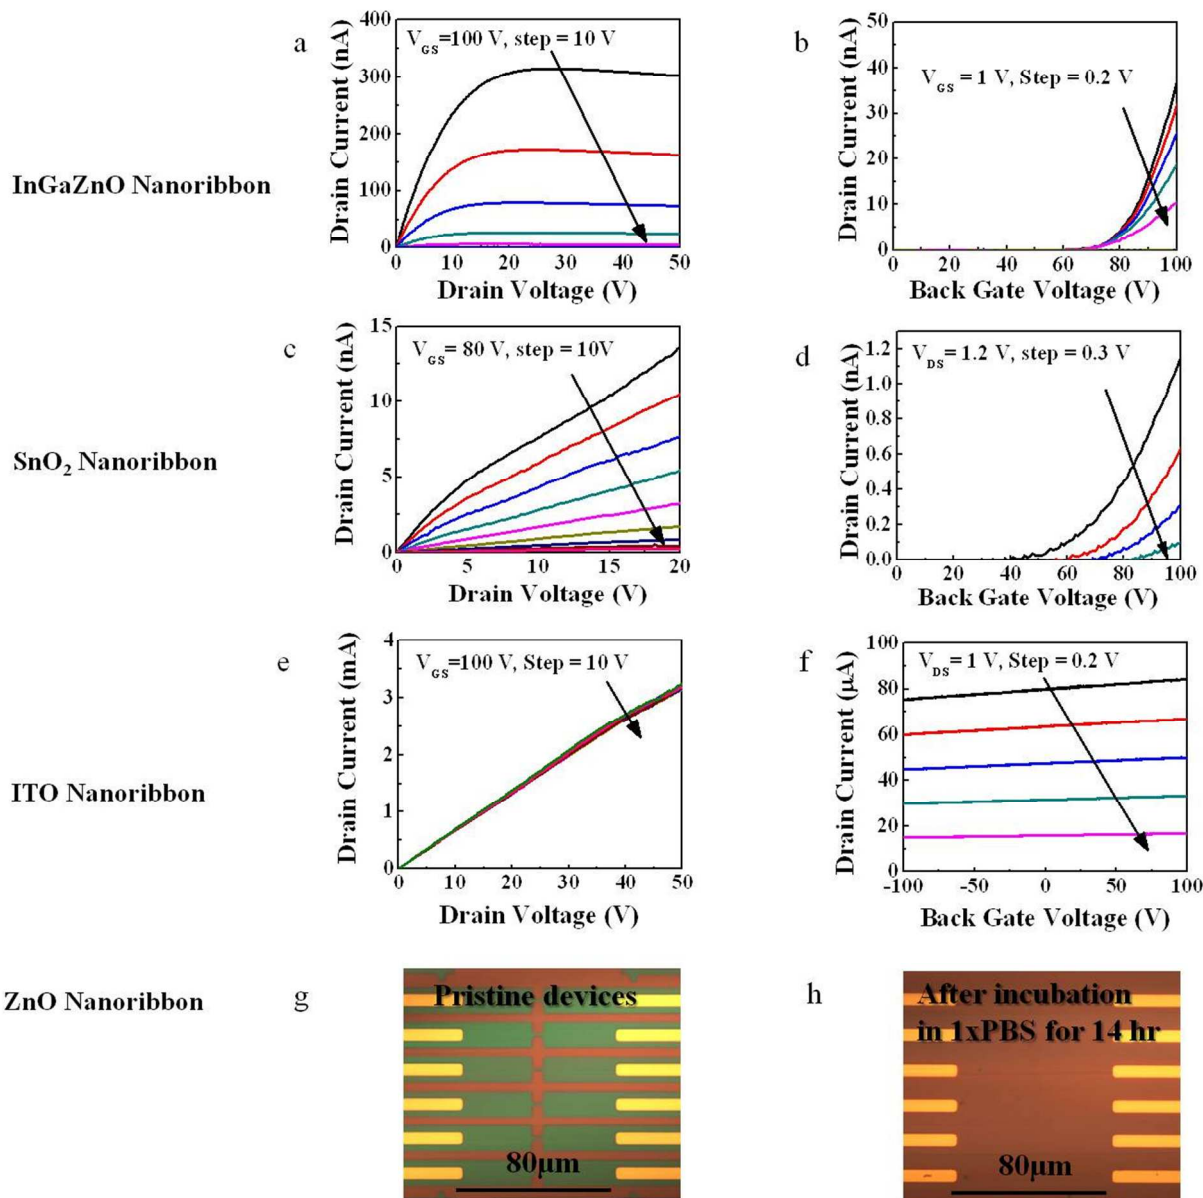 a
V_GS=100 V, step = 10 V
Drain Current (nA)
400
300
200
100
0
0 10 20 30 40 50
Drain Voltage (V)
b
V_GS = 1 V, Step = 0.2 V
Drain Current (nA)
50
40
30
20
10
0
0 20 40 60 80 100
Back Gate Voltage (V)
InGaZnO Nanoribbon
c
V_GS= 80 V, step = 10V
Drain Current (nA)
15
10
5
0
0 5 10 15 20
Drain Voltage (V)
d
V_DS= 1.2 V, step = 0.3 V
Drain Current (nA)
1.2
1.0
0.8
0.6
0.4
0.2
0.0
0 20 40 60 80 100
Back Gate Voltage (V)
SnO₂ Nanoribbon
e
V_GS=100 V, Step = 10 V
Drain Current (mA)
4
3
2
1
0
0 10 20 30 40 50
Drain Voltage (V)
f
V_DS= 1 V, Step = 0.2 V
Drain Current (μA)
100
80
60
40
20
0
-100 -50 0 50 100
Back Gate Voltage (V)
ITO Nanoribbon
ZnO Nanoribbon
g
Pristine devices
80μm
h
After incubation
in 1xPBS for 14 hr
80μm